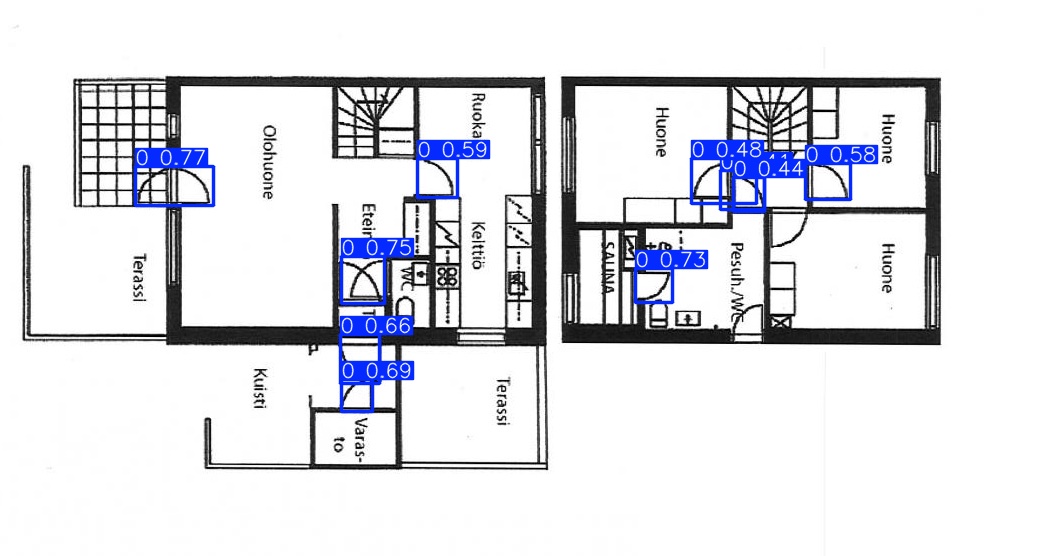 Olohuone
Ruoka
Keittiö
Etein
WC
Terassi
Kuisti
Varas-
to
Terassi
Huone
Huone
Huone
SAUNA
Pesuh./WC
0 0.77
0 0.59
0 0.75
0 0.66
0 0.69
0 0.48
0 0.44
0 0.58
0 0.73